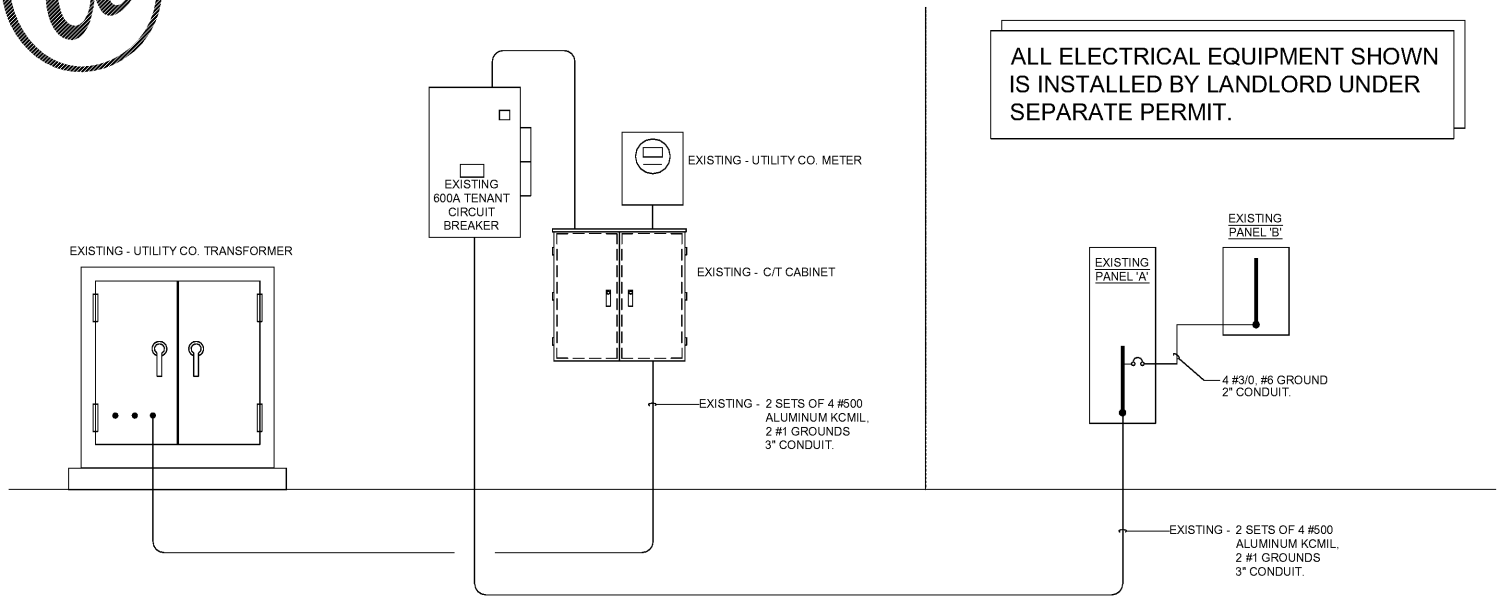 ALL ELECTRICAL EQUIPMENT SHOWN
IS INSTALLED BY LANDLORD UNDER
SEPARATE PERMIT.
EXISTING - UTILITY CO. METER
EXISTING
600A TENANT
CIRCUIT
BREAKER
EXISTING - UTILITY CO. TRANSFORMER
EXISTING - C/T CABINET
EXISTING
PANEL 'B'
EXISTING
PANEL 'A'
4 #3/0, #6 GROUND
2" CONDUIT.
EXISTING - 2 SETS OF 4 #500
ALUMINUM KCMIL,
2 #1 GROUNDS
3" CONDUIT.
EXISTING - 2 SETS OF 4 #500
ALUMINUM KCMIL,
2 #1 GROUNDS
3" CONDUIT.